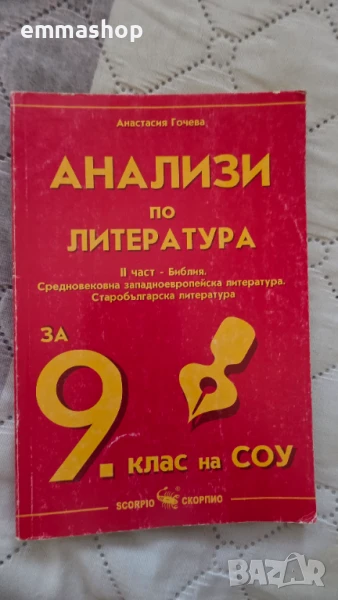 emmashop
Анастасия Гочева
АНАЛИЗИ
ПО
ЛИТЕРАТУРА
II част - Библия.
Средновековна западноевропейска литература.
Старобългарска литература
ЗА
9. КЛАС НА СОУ
SCORPIO СКОРПИО
BAZAR